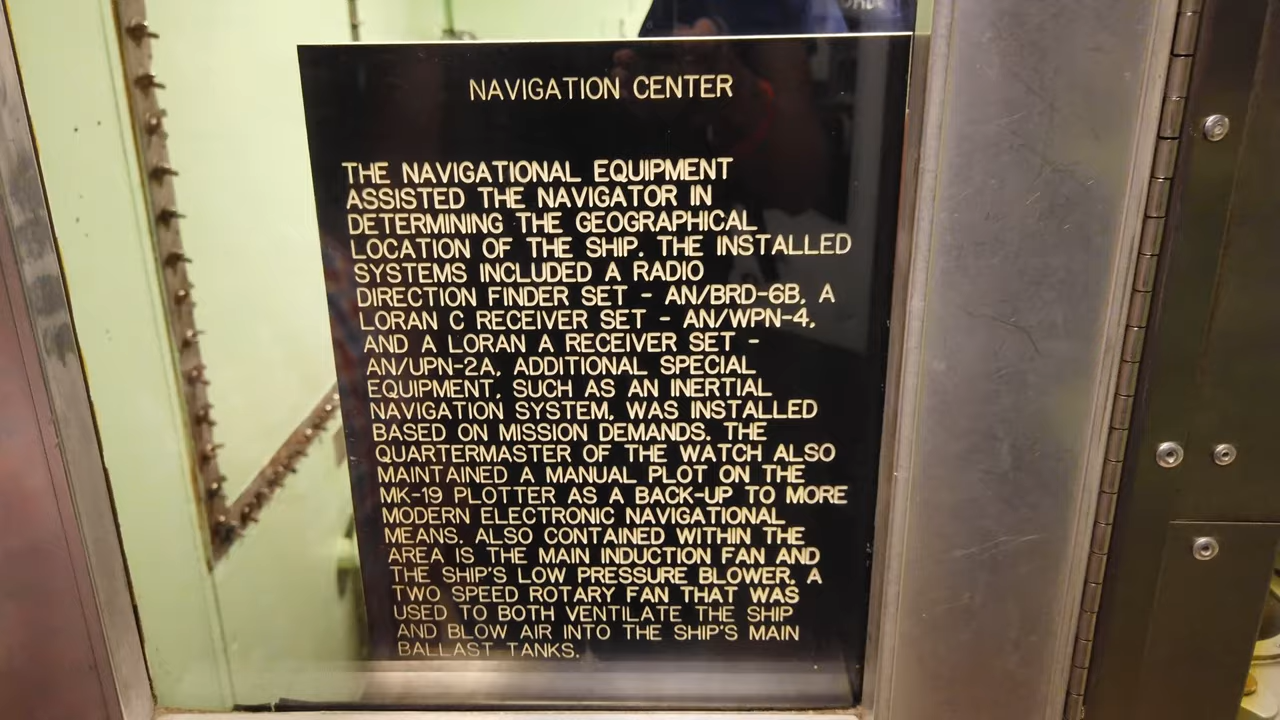 NAVIGATION CENTER
THE NAVIGATIONAL EQUIPMENT
ASSISTED THE NAVIGATOR IN
DETERMINING THE GEOGRAPHICAL
LOCATION OF THE SHIP. THE INSTALLED
SYSTEMS INCLUDED A RADIO
DIRECTION FINDER SET - AN/BRD-6B, A
LORAN C RECEIVER SET - AN/WPN-4,
AND A LORAN A RECEIVER SET -
AN/UPN-2A, ADDITIONAL SPECIAL
EQUIPMENT, SUCH AS AN INERTIAL
NAVIGATION SYSTEM, WAS INSTALLED
BASED ON MISSION DEMANDS. THE
QUARTERMASTER OF THE WATCH ALSO
MAINTAINED A MANUAL PLOT ON THE
MK-19 PLOTTER AS A BACK-UP TO MORE
MODERN ELECTRONIC NAVIGATIONAL
MEANS. ALSO CONTAINED WITHIN THE
AREA IS THE MAIN INDUCTION FAN AND
THE SHIP'S LOW PRESSURE BLOWER, A
TWO SPEED ROTARY FAN THAT WAS
USED TO BOTH VENTILATE THE SHIP
AND BLOW AIR INTO THE SHIP'S MAIN
BALLAST TANKS.